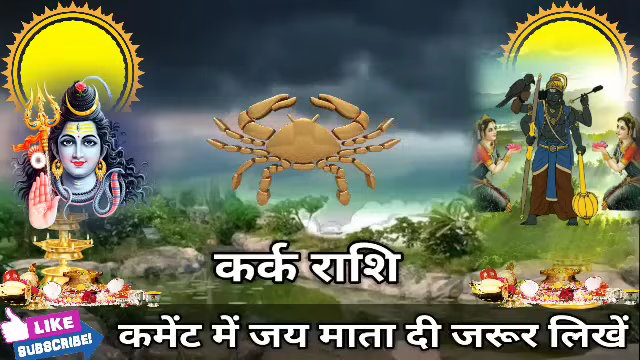 कर्क राशि
LIKE
SUBSCRIBE!
कमेंट में जय माता दी जरूर लिखें